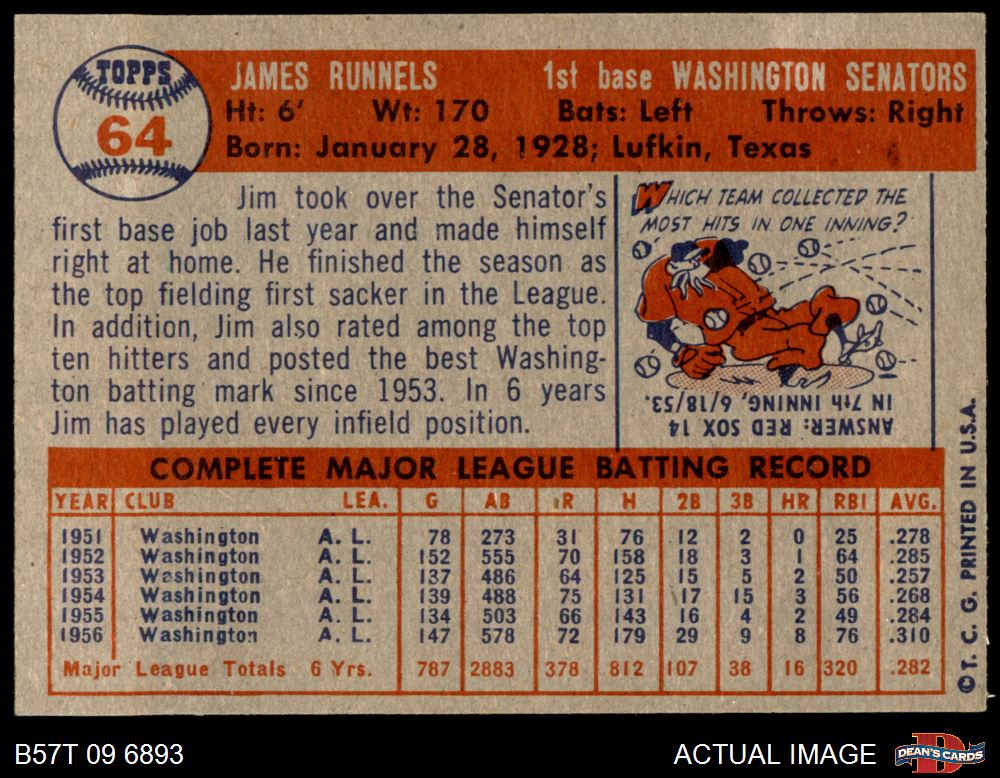 TOPPS
64
JAMES RUNNELS 1st base WASHINGTON SENATORS
Ht: 6' Wt: 170 Bats: Left Throws: Right
Born: January 28, 1928; Lufkin, Texas
Jim took over the Senator's
first base job last year and made himself
right at home. He finished the season as
the top fielding first sacker in the League.
In addition, Jim also rated among the top
ten hitters and posted the best Washing-
ton batting mark since 1953. In 6 years
Jim has played every infield position.
WHICH TEAM COLLECTED THE
MOST HITS IN ONE INNING?
ANSWER: RED SOX 14
IN 7th INNING, 6/18/53.
COMPLETE MAJOR LEAGUE BATTING RECORD
YEAR CLUB LEA. G AB R H 2B 3B HR RBI AVG.
1951 Washington A. L. 78 273 31 76 12 2 0 25 .278
1952 Washington A. L. 152 555 70 158 18 3 1 64 .285
1953 Washington A. L. 137 486 64 125 15 5 2 50 .257
1954 Washington A. L. 139 488 75 131 17 15 3 56 .268
1955 Washington A. L. 134 503 66 143 16 4 2 49 .284
1956 Washington A. L. 147 578 72 179 29 9 8 76 .310
Major League Totals 6 Yrs. 787 2883 378 812 107 38 16 320 .282
© T. C. G. PRINTED IN U.S.A.
B57T 09 6893 ACTUAL IMAGE
D
DEAN'S CARDS